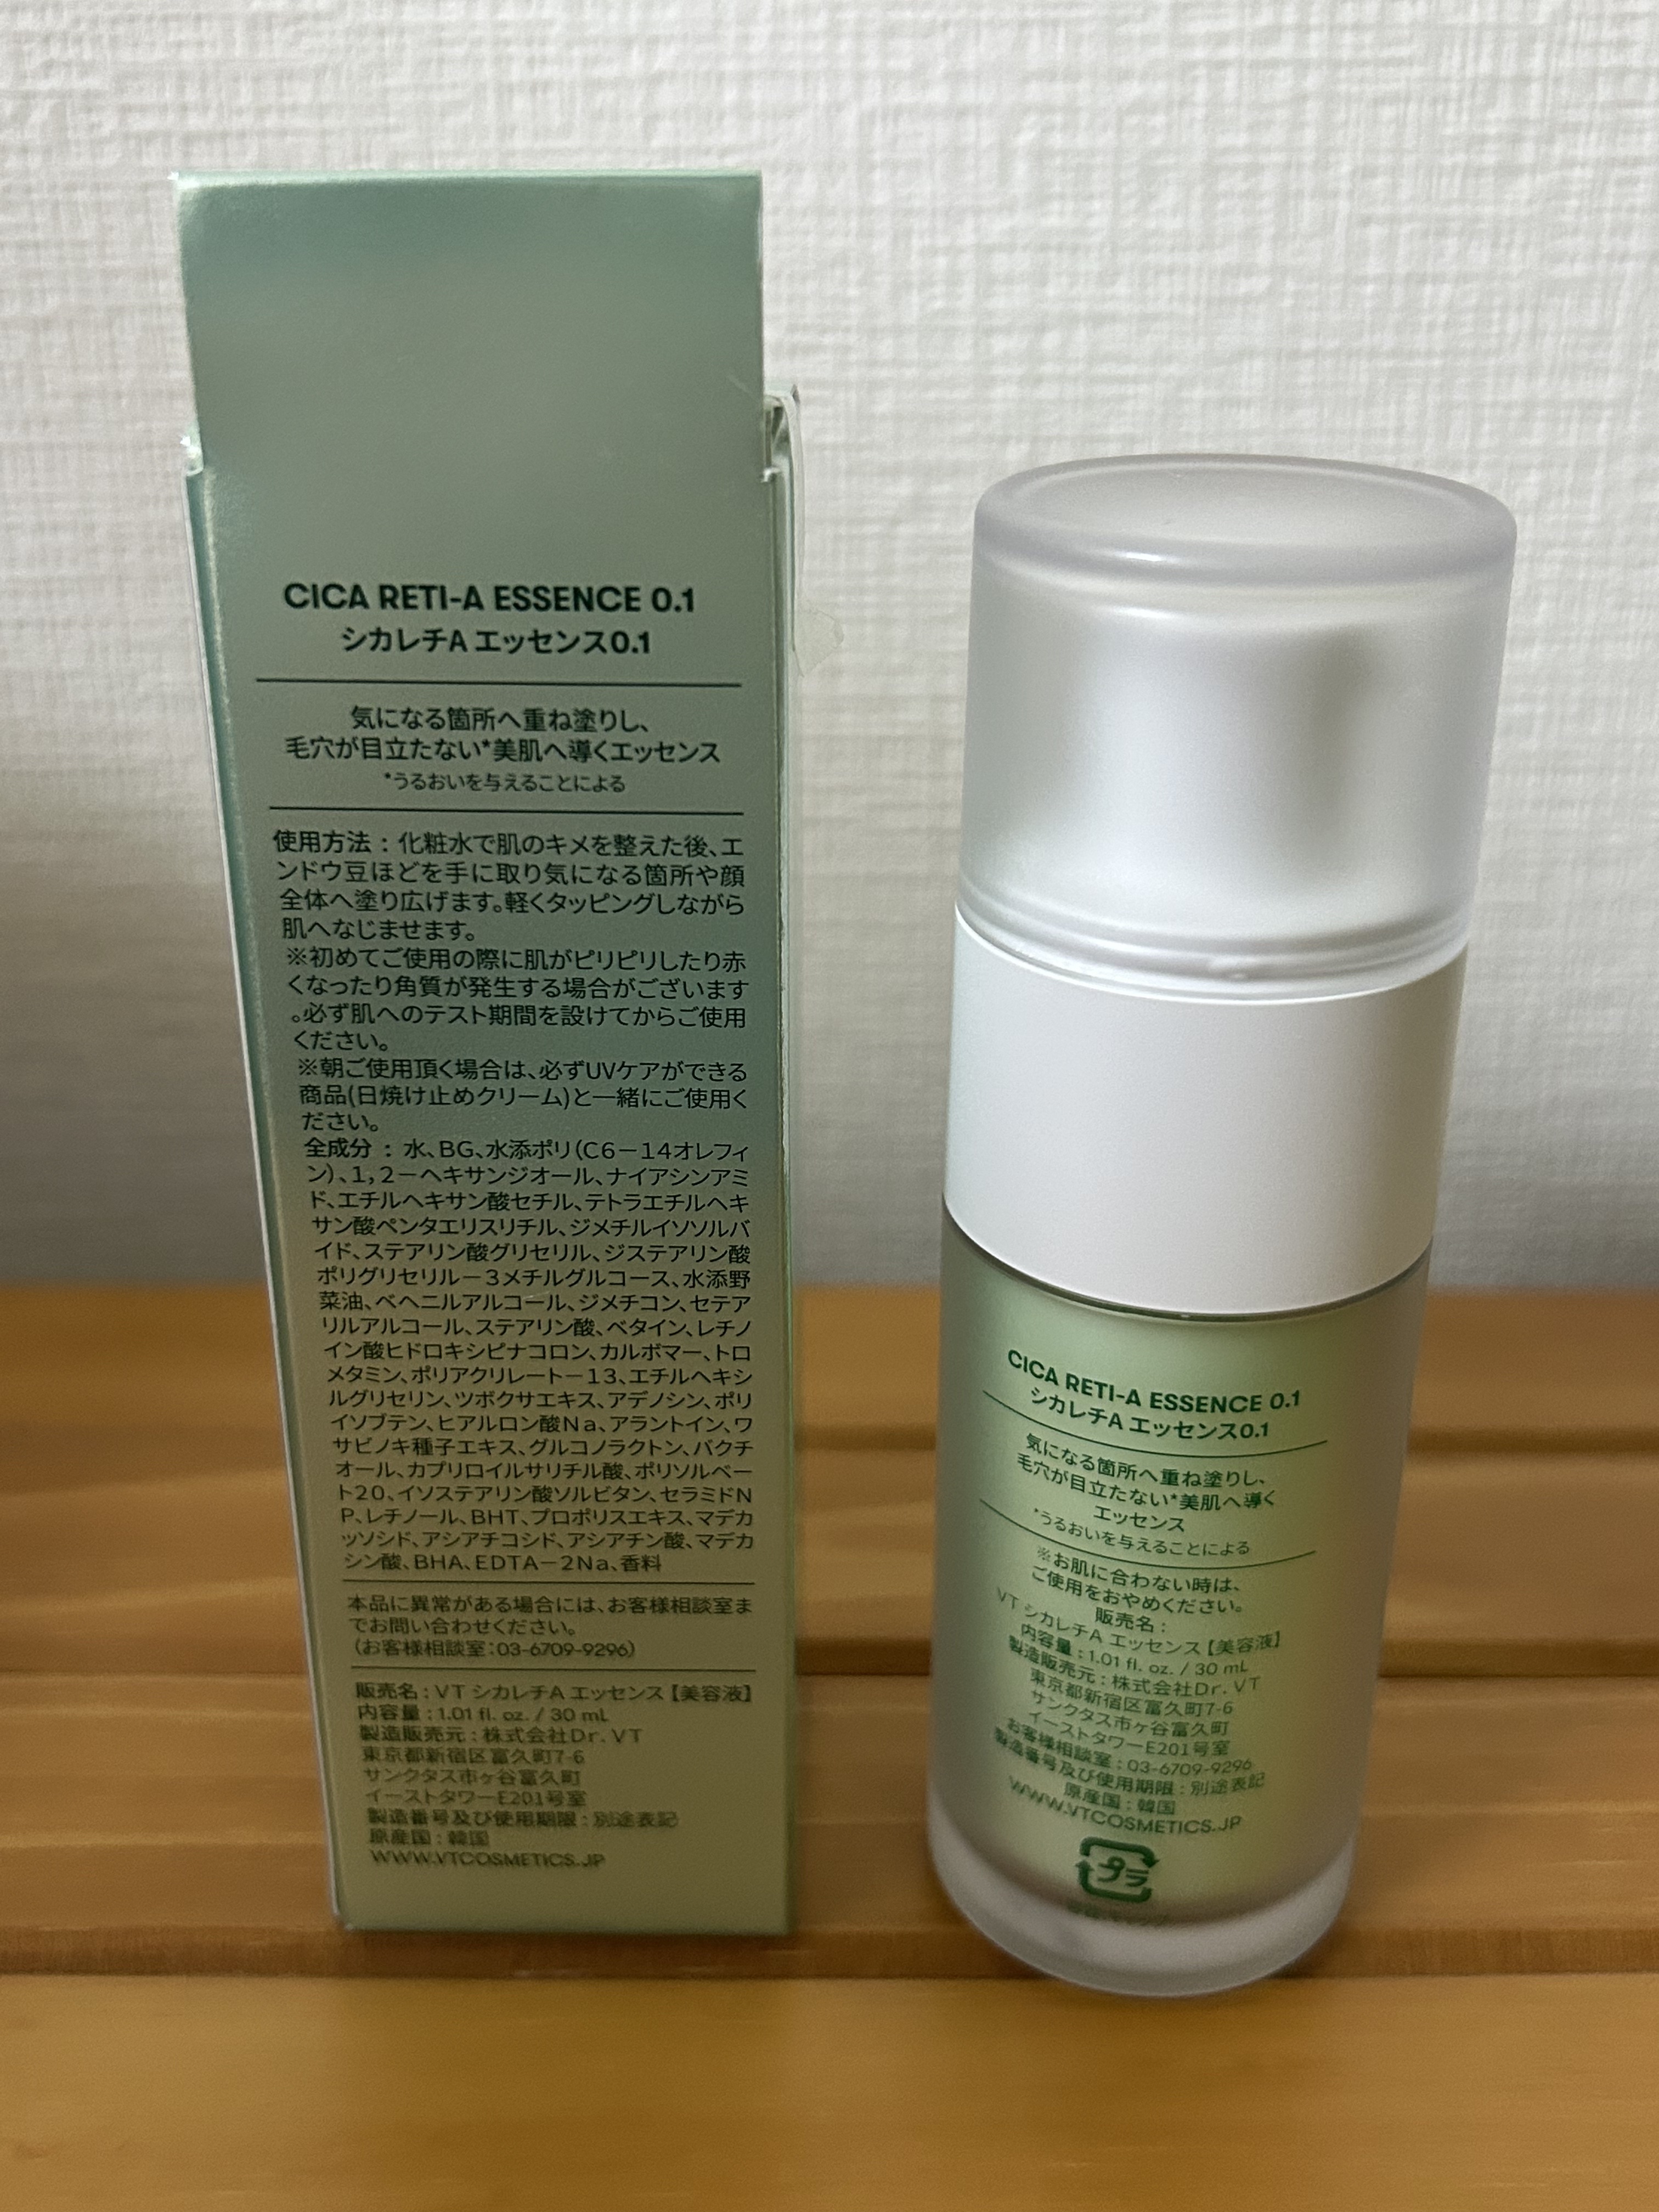 CICA RETI-A ESSENCE 0.1
シカレチA エッセンス0.1
気になる箇所へ重ね塗りし、
毛穴が目立たない*美肌へ導くエッセンス
*うるおいを与えることによる
使用方法：化粧水で肌のキメを整えた後、エ
ンドウ豆ほどを手に取り気になる箇所や顔
全体へ塗り広げます。軽くタッピングしながら
肌へなじませます。
※初めてご使用の際に肌がピリピリしたり赤
くなったり角質が発生する場合がございます
。必ず肌へのテスト期間を設けてからご使用
ください。
※朝ご使用頂く場合は、必ずUVケアができる
商品(日焼け止めクリーム)と一緒にご使用く
ださい。
全成分：水、BG、水添ポリ(C6－14オレフィ
ン)、1,2－ヘキサンジオール、ナイアシンアミ
ド、エチルヘキサン酸セチル、テトラエチルヘキ
サン酸ペンタエリスリチル、ジメチルイソソルバ
イド、ステアリン酸グリセリル、ジステアリン酸
ポリグリセリル－3メチルグルコース、水添野
菜油、ベヘニルアルコール、ジメチコン、セテア
リルアルコール、ステアリン酸、ベタイン、レチノ
イン酸ヒドロキシピナコロン、カルボマー、トロ
メタミン、ポリアクリレート－13、エチルヘキシ
ルグリセリン、ツボクサエキス、アデノシン、ポリ
イソブテン、ヒアルロン酸Na、アラントイン、ワ
サビノキ種子エキス、グルコノラクトン、バクチ
オール、カプリロイルサリチル酸、ポリソルベー
ト20、イソステアリン酸ソルビタン、セラミドN
P、レチノール、BHT、プロポリスエキス、マデカ
ッソシド、アシアチコシド、アシアチン酸、マデカ
シン酸、BHA、EDTA－2Na、香料
本品に異常がある場合には、お客様相談室ま
でお問い合わせください。
(お客様相談室：03-6709-9296)
販売名：VT シカレチA エッセンス【美容液】
内容量：1.01 fl. oz. / 30 mL
製造販売元：株式会社Dr. VT
東京都新宿区富久町7-6
サンクタス市ヶ谷富久町
イーストタワーE201号室
製造番号及び使用期限：別途表記
原産国：韓国
WWW.VTCOSMETICS.JP
CICA RETI-A ESSENCE 0.1
シカレチA エッセンス0.1
気になる箇所へ重ね塗りし、
毛穴が目立たない*美肌へ導く
エッセンス
*うるおいを与えることによる
※お肌に合わない時は、
ご使用をおやめください。
販売名：
VT シカレチA エッセンス【美容液】
内容量：1.01 fl. oz. / 30 mL
製造販売元：株式会社Dr. VT
東京都新宿区富久町7-6
サンクタス市ヶ谷富久町
イーストタワーE201号室
お客様相談室：03-6709-9296
製造番号及び使用期限：別途表記
原産国：韓国
WWW.VTCOSMETICS.JP
プラ